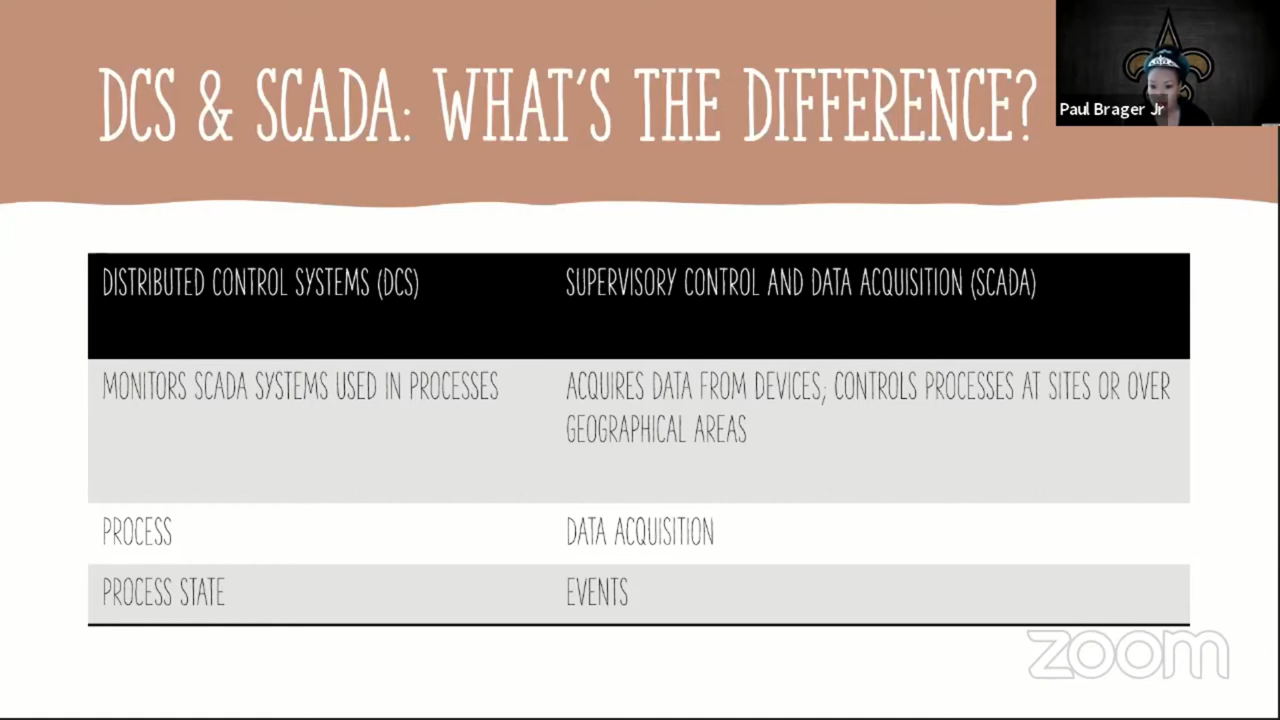 DCS & SCADA: WHAT'S THE DIFFERENCE?
Paul Brager Jr
DISTRIBUTED CONTROL SYSTEMS (DCS)
SUPERVISORY CONTROL AND DATA ACQUISITION (SCADA)
MONITORS SCADA SYSTEMS USED IN PROCESSES
ACQUIRES DATA FROM DEVICES; CONTROLS PROCESSES AT SITES OR OVER
GEOGRAPHICAL AREAS
PROCESS
DATA ACQUISITION
PROCESS STATE
EVENTS
zoom